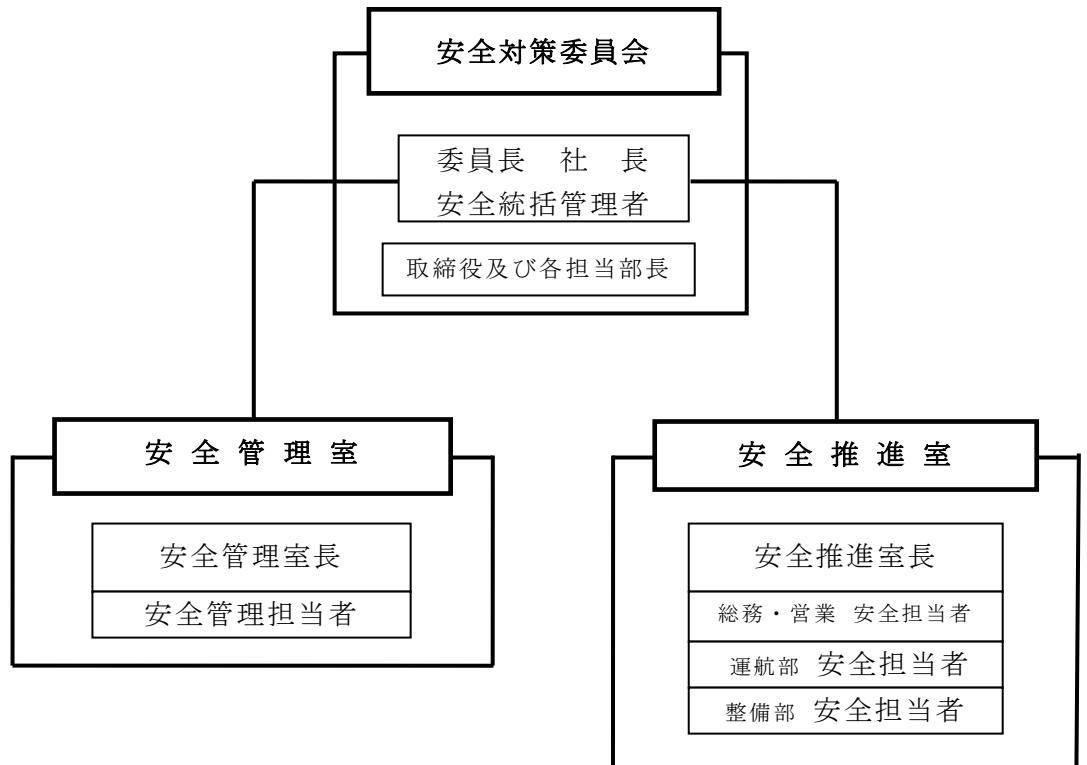 安全対策委員会
委員長　社　長
安全統括管理者
取締役及び各担当部長
安 全 管 理 室
安全管理室長
安全管理担当者
安 全 推 進 室
安全推進室長
総務・営業 安全担当者
運航部 安全担当者
整備部 安全担当者